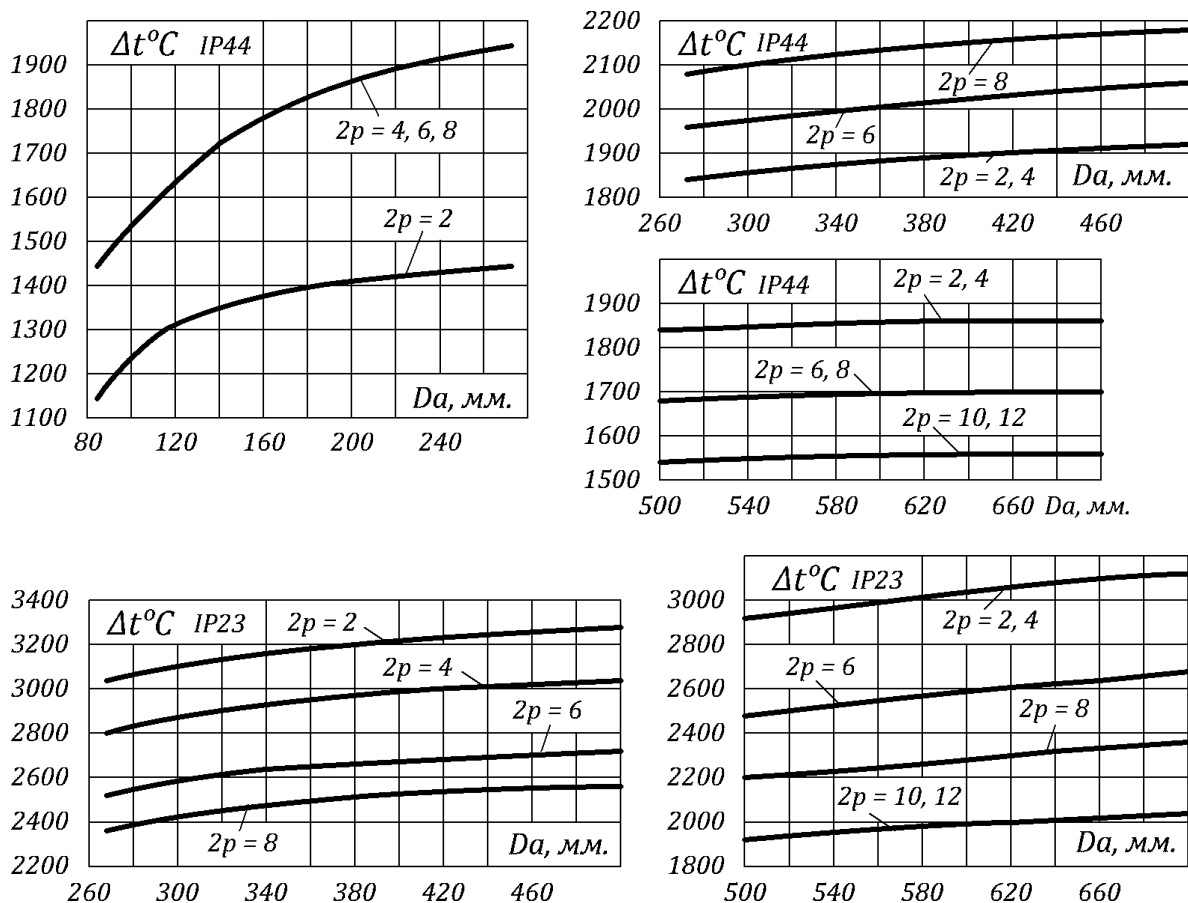 Δt°C IP44
1900
1800
1700
1600
1500
1400
1300
1200
1100
2p = 4, 6, 8
2p = 2
Da, мм.
80 120 160 200 240
Δt°C IP44
2200
2100
2000
1900
1800
2p = 8
2p = 6
2p = 2, 4
Da, мм.
260 300 340 380 420 460
Δt°C IP44
1900
1800
1700
1600
1500
2p = 2, 4
2p = 6, 8
2p = 10, 12
500 540 580 620 660 Da, мм.
Δt°C IP23
3400
3200
3000
2800
2600
2400
2200
2p = 2
2p = 4
2p = 6
2p = 8
Da, мм.
260 300 340 380 420 460
Δt°C IP23
3000
2800
2600
2400
2200
2000
1800
2p = 2, 4
2p = 6
2p = 8
2p = 10, 12
Da, мм.
500 540 580 620 660